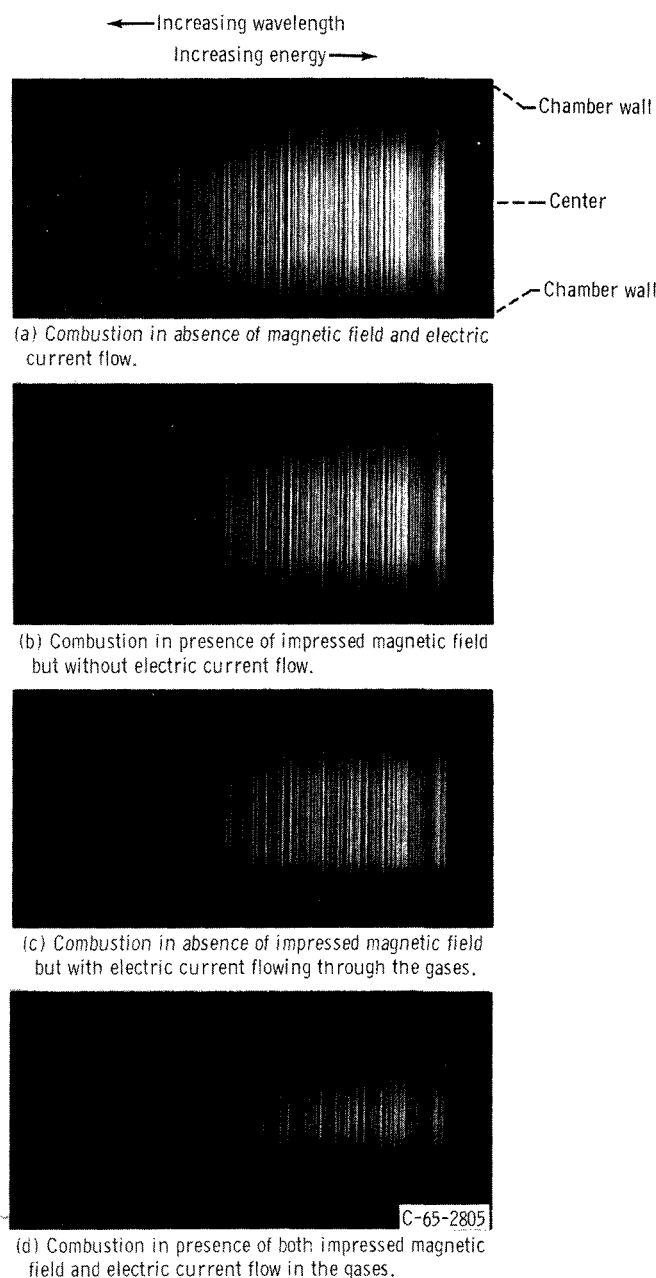 Increasing wavelength
Increasing energy
Chamber wall
Center
Chamber wall
(a) Combustion in absence of magnetic field and electric
current flow.
(b) Combustion in presence of impressed magnetic field
but without electric current flow.
(c) Combustion in absence of impressed magnetic field
but with electric current flowing through the gases.
C-65-2805
(d) Combustion in presence of both impressed magnetic
field and electric current flow in the gases.